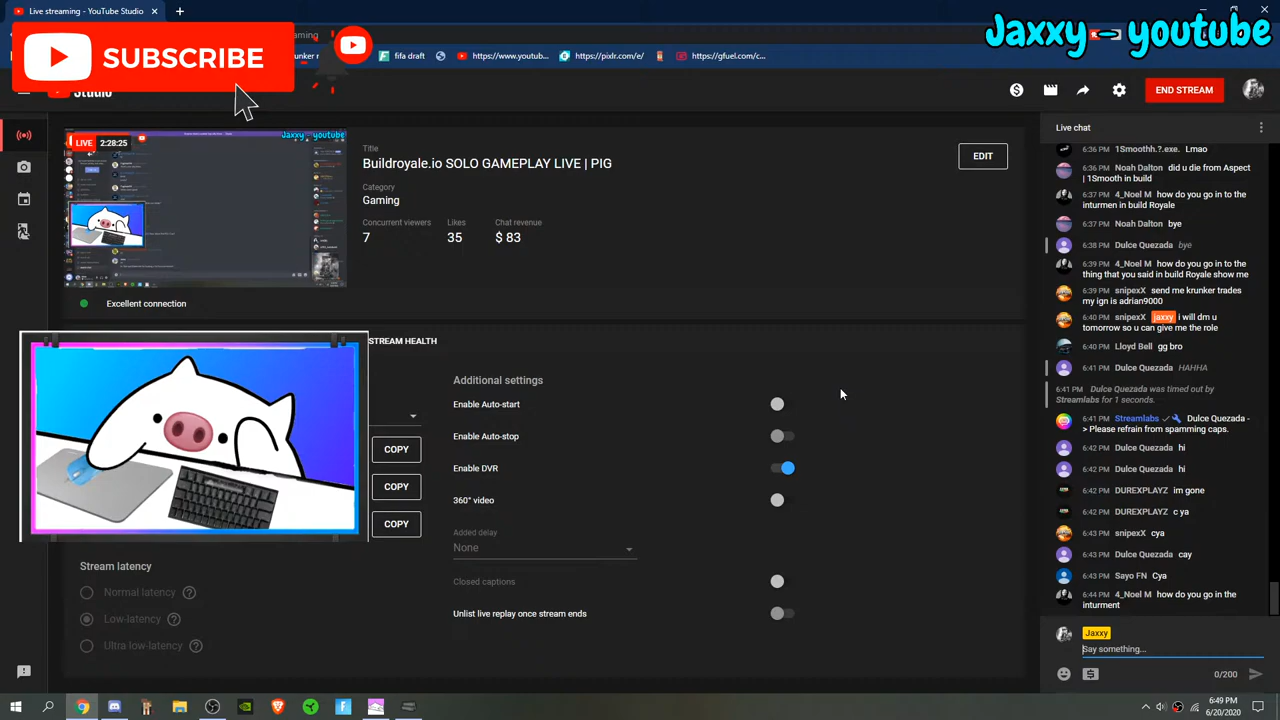 Live streaming - YouTube Studio
Jaxxy - youtube
SUBSCRIBE
fifa draft
https://www.youtub...
https://pixlr.com/e/
https://gfuel.com/c...
Studio
END STREAM
LIVE
2:28:25
Jaxxy - youtube
Title
Buildroyale.io SOLO GAMEPLAY LIVE | PIG
EDIT
Category
Gaming
Concurrent viewers
Likes
Chat revenue
7
35
$ 83
Excellent connection
STREAM HEALTH
COPY
COPY
COPY
Stream latency
Normal latency
Low-latency
Ultra low-latency
Additional settings
Enable Auto-start
Enable Auto-stop
Enable DVR
360° video
Added delay
None
Closed captions
Unlist live replay once stream ends
Live chat
6:36 PM 1Smoothh.?.exe. Lmao
6:36 PM Noah Dalton did u die from Aspect
l 1Smooth in build
6:37 PM 4_Noel M how do you go in to the
inturmen in build Royale
6:37 PM Noah Dalton bye
6:38 PM Dulce Quezada bye
6:39 PM 4_Noel M how do you go in to the
thing that you said in build Royale show me
6:39 PM snipexX send me krunker trades
my ign is adrian9000
6:40 PM snipexX jaxxy i will dm u
tomorrow so u can give me the role
6:40 PM Lloyd Bell gg bro
6:41 PM Dulce Quezada HAHHA
6:41 PM Dulce Quezada was timed out by
Streamlabs for 1 seconds.
6:41 PM Streamlabs Dulce Quezada -
> Please refrain from spamming caps.
6:42 PM Dulce Quezada hi
6:42 PM Dulce Quezada hi
6:42 PM DUREXPLAYZ im gone
6:42 PM DUREXPLAYZ c ya
6:43 PM snipexX cya
6:43 PM Dulce Quezada cay
6:43 PM Sayo FN Cya
6:44 PM 4_Noel M how do you go in the
inturment
Jaxxy
Say something...
0/200
6:49 PM
6/20/2020